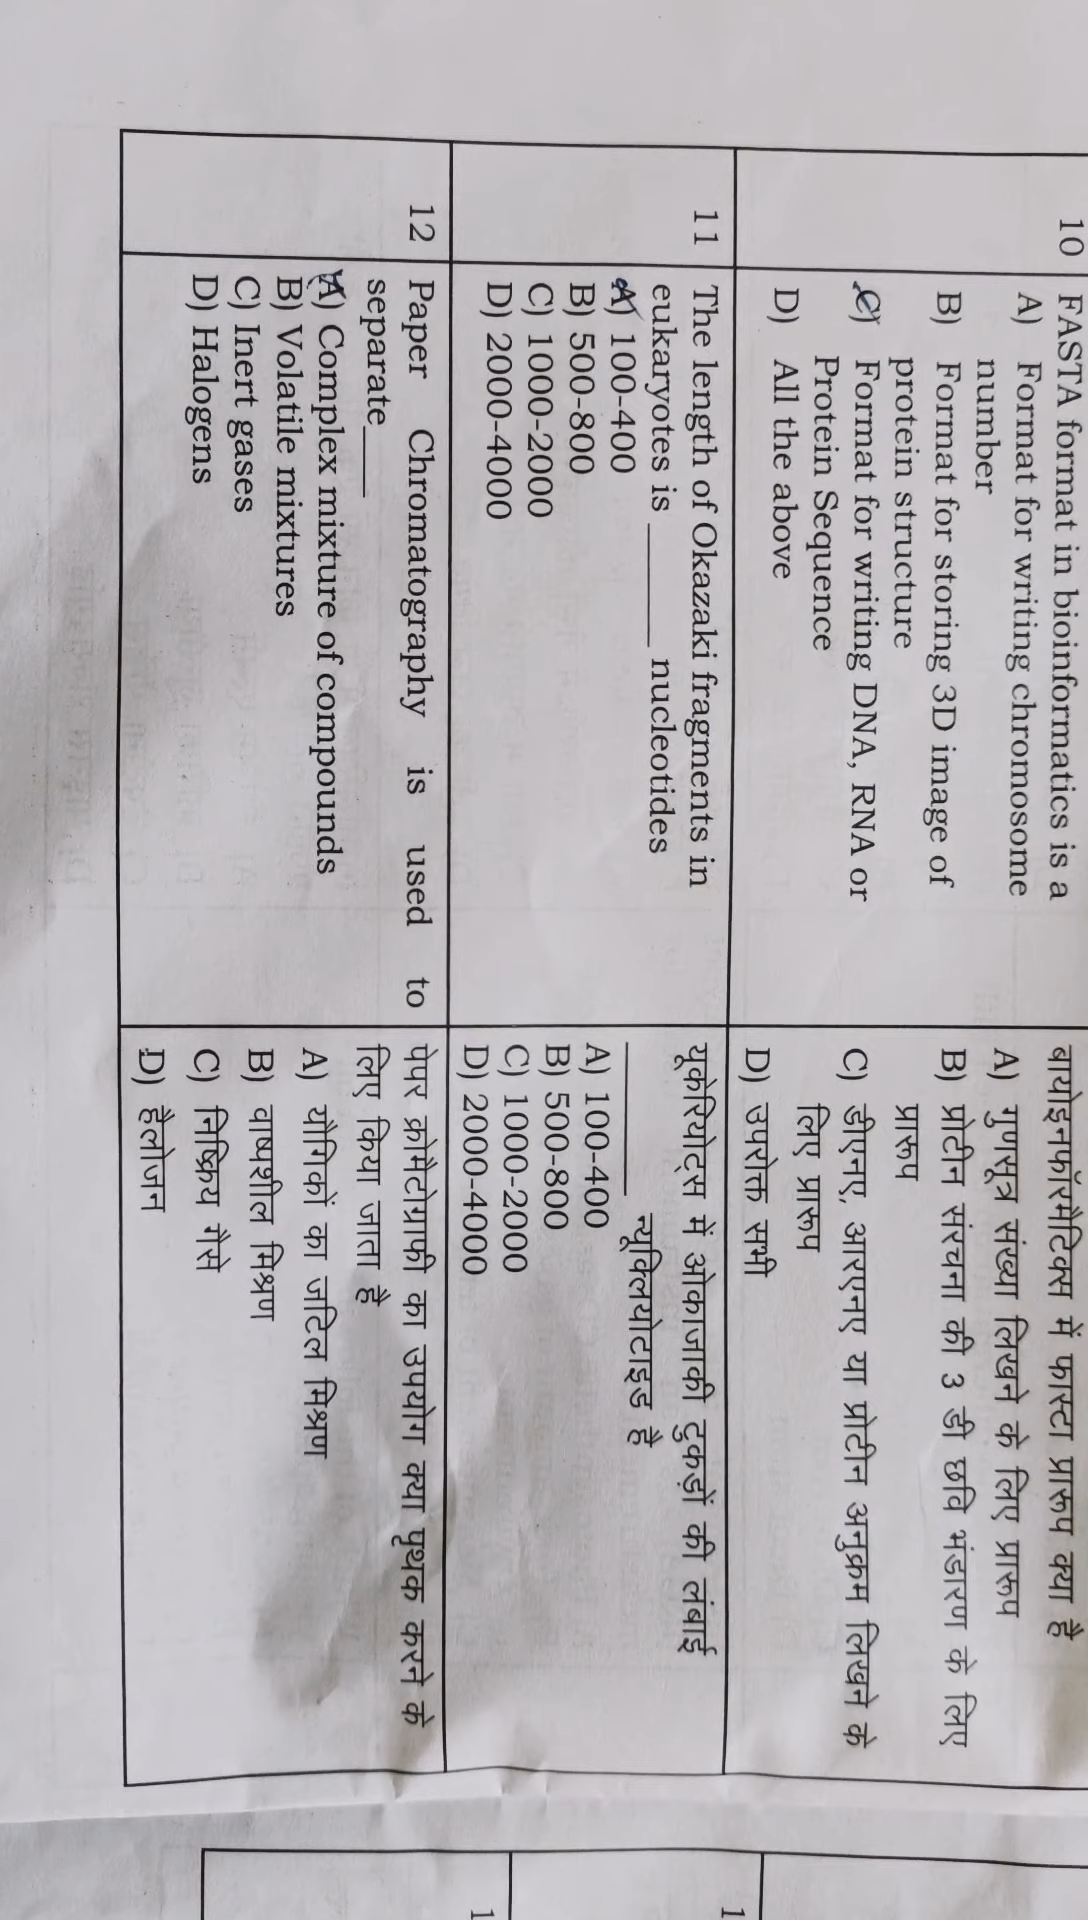 10
FASTA format in bioinformatics is a
A) Format for writing chromosome
number
B) Format for storing 3D image of
protein structure
C) Format for writing DNA, RNA or
Protein Sequence
D) All the above
बायोइनफॉरमैटिक्स में फास्टा प्रारूप क्या है
A) गुणसूत्र संख्या लिखने के लिए प्रारूप
B) प्रोटीन संरचना की 3 डी छवि भंडारण के लिए
प्रारूप
C) डीएनए, आरएनए या प्रोटीन अनुक्रम लिखने के
लिए प्रारूप
D) उपरोक्त सभी
11
The length of Okazaki fragments in
eukaryotes is ______ nucleotides
A) 100-400
B) 500-800
C) 1000-2000
D) 2000-4000
यूकेरियोट्स में ओकाजाकी टुकड़ों की लंबाई
_______ न्यूक्लियोटाइड है
A) 100-400
B) 500-800
C) 1000-2000
D) 2000-4000
12
Paper Chromatography is used to
separate____
A) Complex mixture of compounds
B) Volatile mixtures
C) Inert gases
D) Halogens
पेपर क्रोमैटोग्राफी का उपयोग क्या पृथक करने के
लिए किया जाता है
A) यौगिकों का जटिल मिश्रण
B) वाष्पशील मिश्रण
C) निष्क्रिय गैसे
D) हैलोजन
1
1